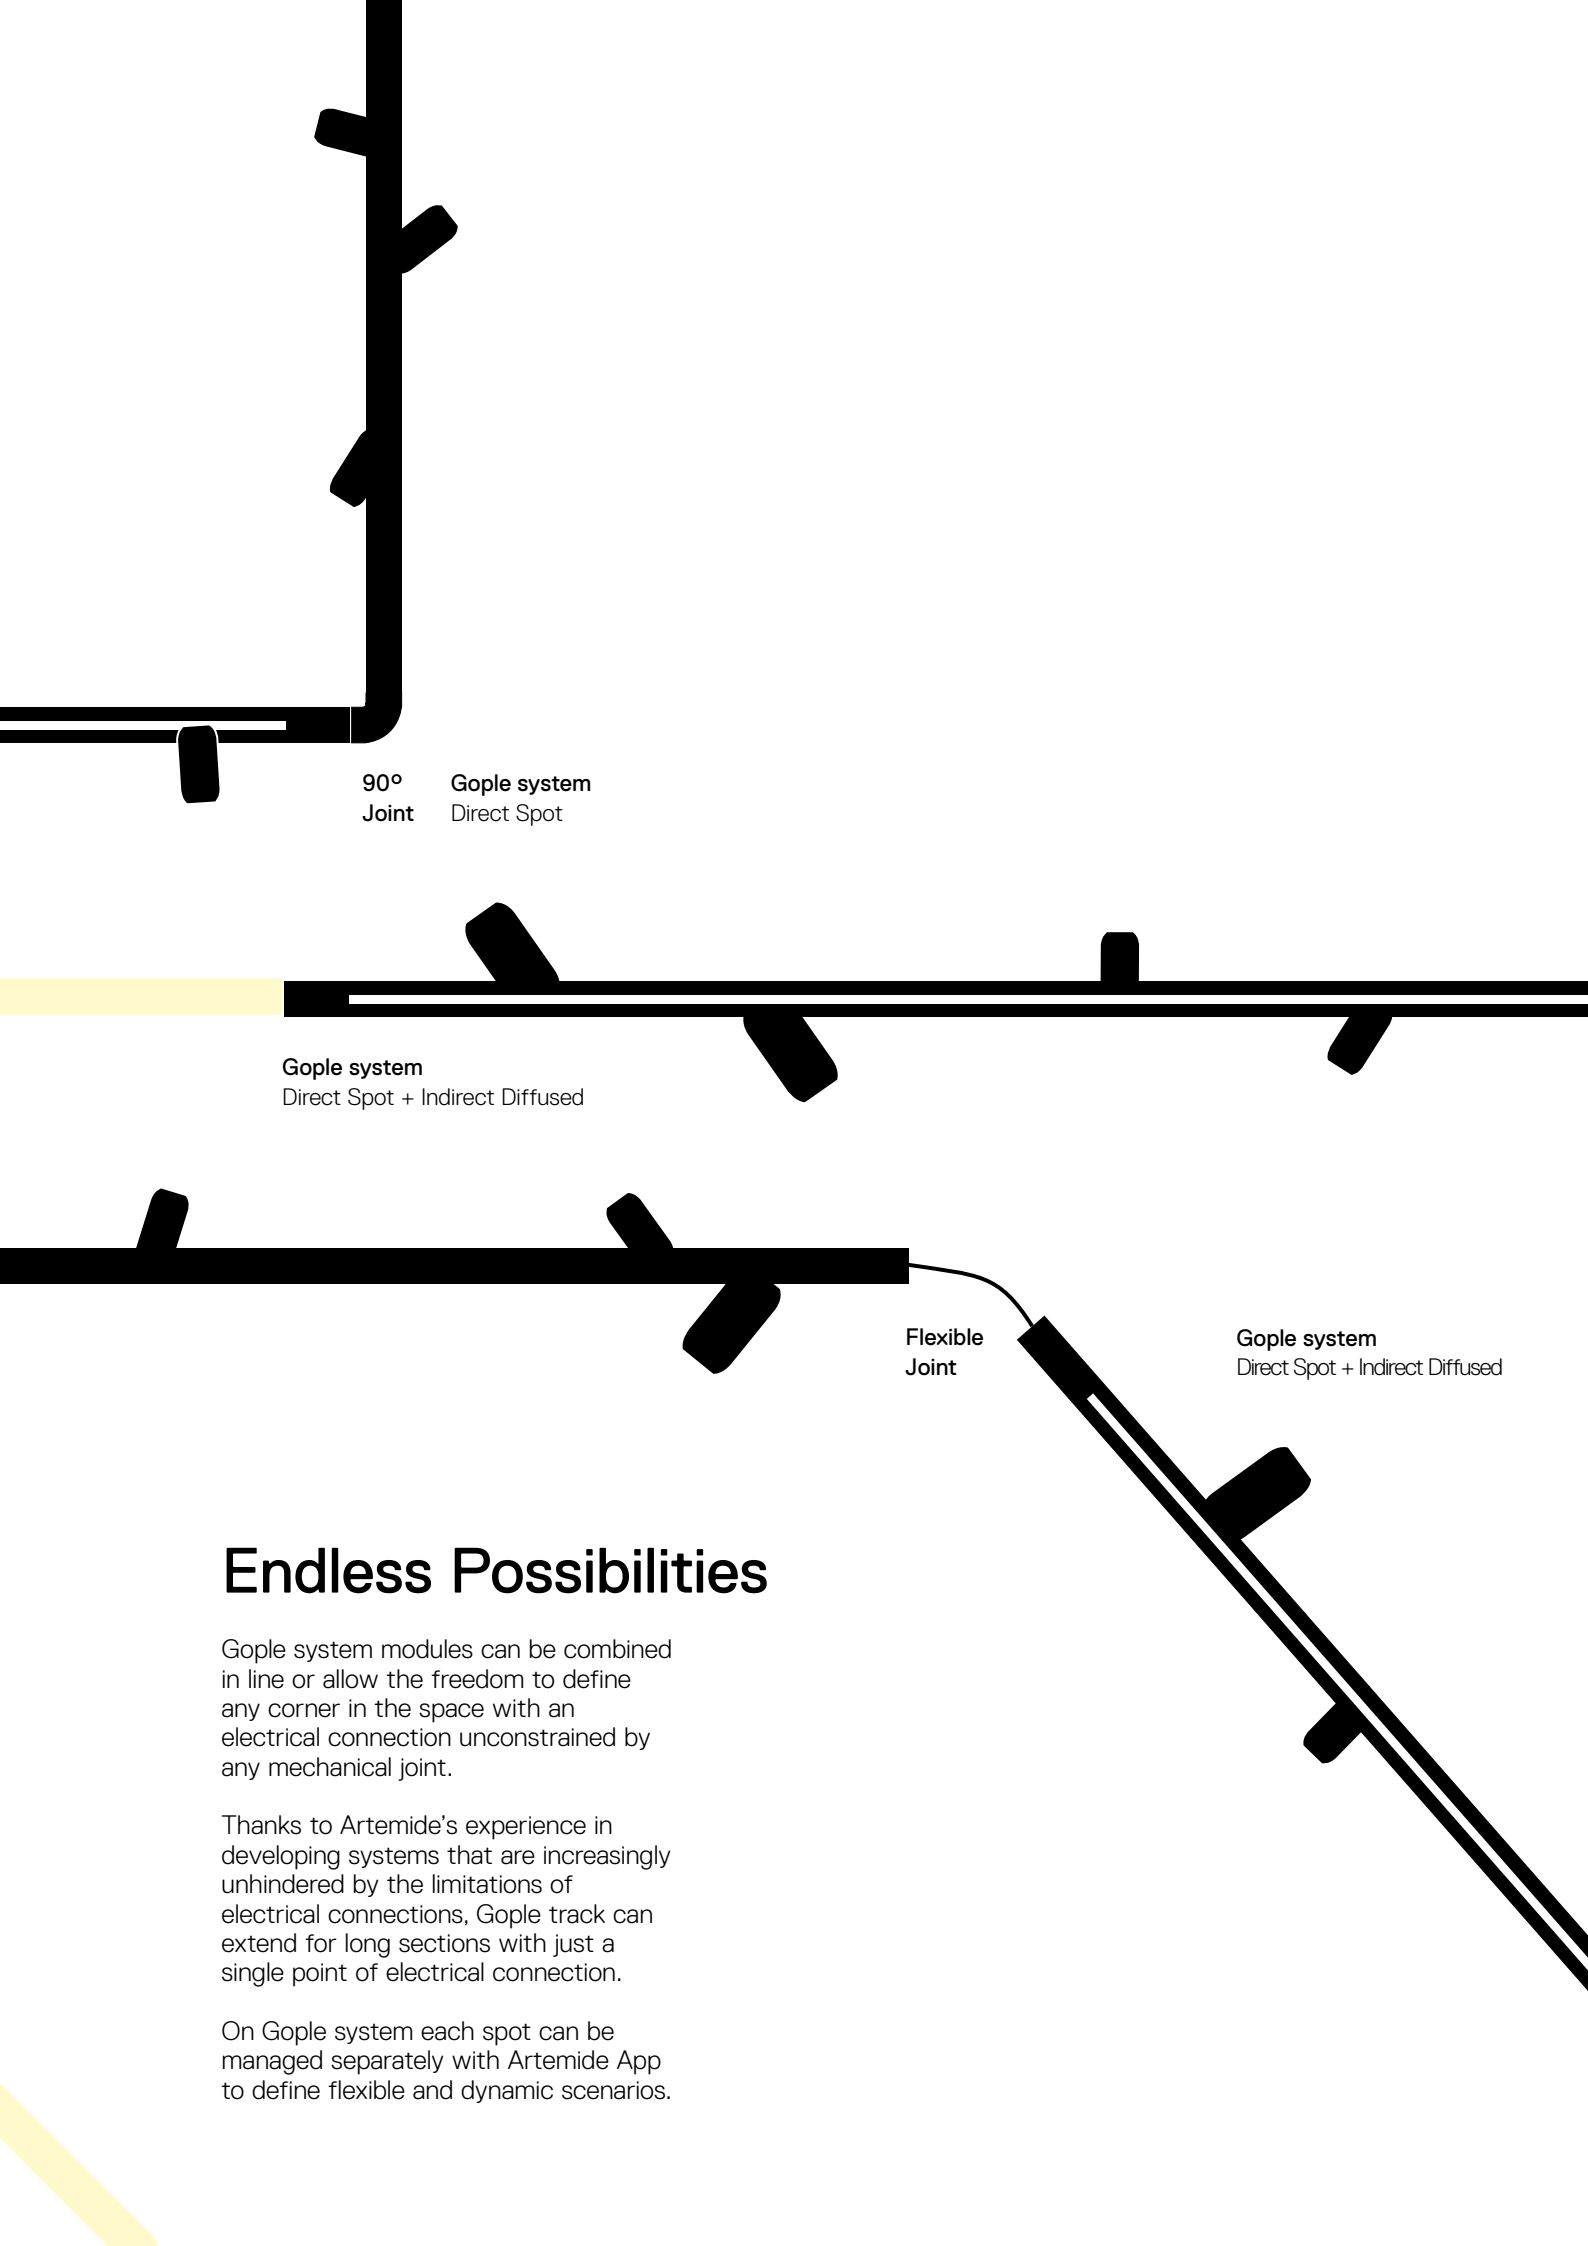 90°
Joint
Gople system
Direct Spot
Gople system
Direct Spot + Indirect Diffused
Flexible
Joint
Gople system
Direct Spot + Indirect Diffused
Endless Possibilities
Gople system modules can be combined
in line or allow the freedom to define
any corner in the space with an
electrical connection unconstrained by
any mechanical joint.
Thanks to Artemide’s experience in
developing systems that are increasingly
unhindered by the limitations of
electrical connections, Gople track can
extend for long sections with just a
single point of electrical connection.
On Gople system each spot can be
managed separately with Artemide App
to define flexible and dynamic scenarios.